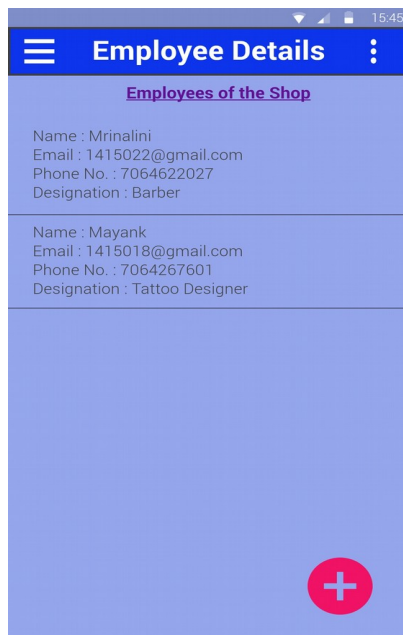 15:45
Employee Details
Employees of the Shop
Name : Mrinalini
Email : 1415022@gmail.com
Phone No. : 7064622027
Designation : Barber
Name : Mayank
Email : 1415018@gmail.com
Phone No. : 7064267601
Designation : Tattoo Designer